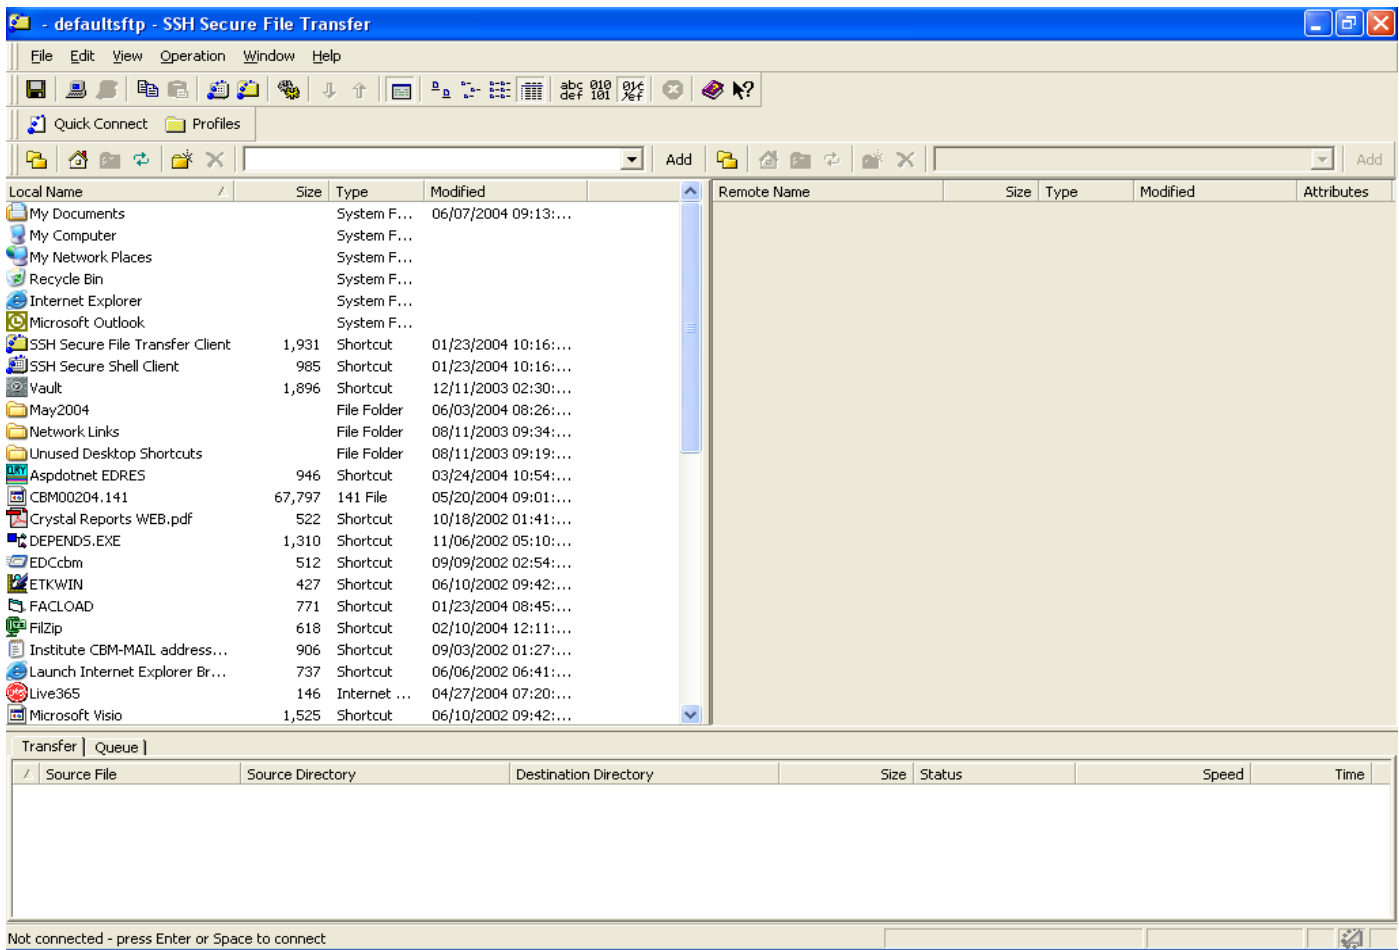 - defaultsftp - SSH Secure File Transfer
File Edit View Operation Window Help
abc def 010 101
Quick Connect Profiles
Add Add
Local Name Size Type Modified Remote Name Size Type Modified Attributes
My Documents System F... 06/07/2004 09:13:...
My Computer System F...
My Network Places System F...
Recycle Bin System F...
Internet Explorer System F...
Microsoft Outlook System F...
SSH Secure File Transfer Client 1,931 Shortcut 01/23/2004 10:16:...
SSH Secure Shell Client 985 Shortcut 01/23/2004 10:16:...
Vault 1,896 Shortcut 12/11/2003 02:30:...
May2004 File Folder 06/03/2004 08:26:...
Network Links File Folder 08/11/2003 09:34:...
Unused Desktop Shortcuts File Folder 08/11/2003 09:19:...
Aspdotnet EDRES 946 Shortcut 03/24/2004 10:54:...
CBM00204.141 67,797 141 File 05/20/2004 09:01:...
Crystal Reports WEB.pdf 522 Shortcut 10/18/2002 01:41:...
DEPENDS.EXE 1,310 Shortcut 11/06/2002 05:10:...
EDCcbm 512 Shortcut 09/09/2002 02:54:...
ETKWIN 427 Shortcut 06/10/2002 09:42:...
FACLOAD 771 Shortcut 01/23/2004 08:45:...
FilZip 618 Shortcut 02/10/2004 12:11:...
Institute CBM-MAIL address... 906 Shortcut 09/03/2002 01:27:...
Launch Internet Explorer Br... 737 Shortcut 06/06/2002 06:41:...
Live365 146 Internet ... 04/27/2004 07:20:...
Microsoft Visio 1,525 Shortcut 06/10/2002 09:42:...
Transfer Queue
Source File Source Directory Destination Directory Size Status Speed Time
Not connected - press Enter or Space to connect